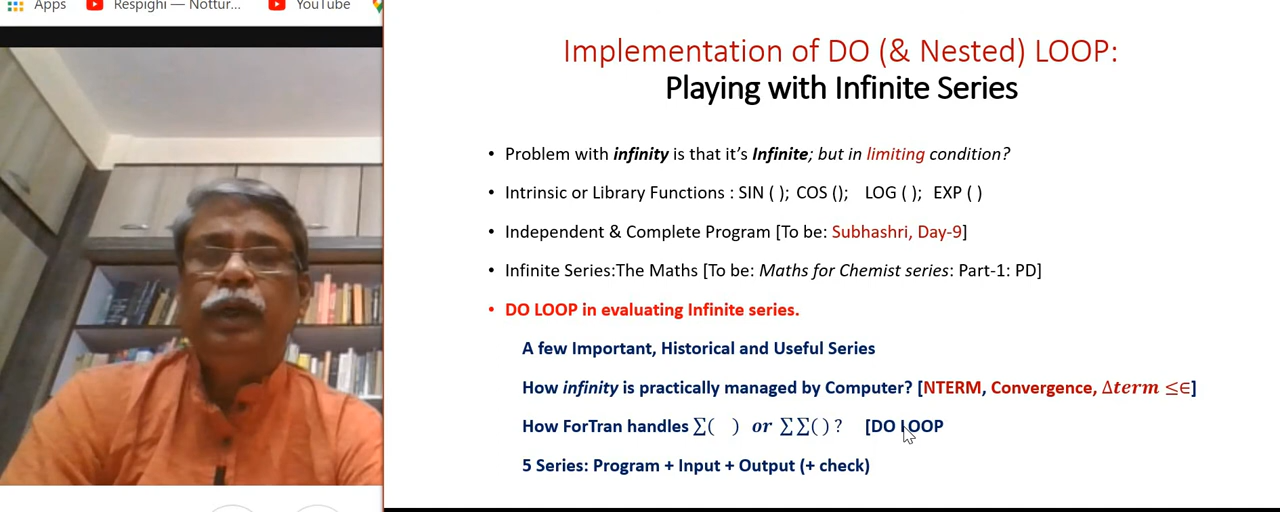 Apps
Respighi — Nottur...
YouTube
Implementation of DO (& Nested) LOOP:
Playing with Infinite Series
• Problem with infinity is that it's Infinite; but in limiting condition?
• Intrinsic or Library Functions : SIN ( ); COS (); LOG ( ); EXP ( )
• Independent & Complete Program [To be: Subhashri, Day-9]
• Infinite Series:The Maths [To be: Maths for Chemist series: Part-1: PD]
• DO LOOP in evaluating Infinite series.
A few Important, Historical and Useful Series
How infinity is practically managed by Computer? [NTERM, Convergence, Δterm ≤∈]
How ForTran handles ∑( ) or ∑∑()? [DO LOOP
5 Series: Program + Input + Output (+ check)